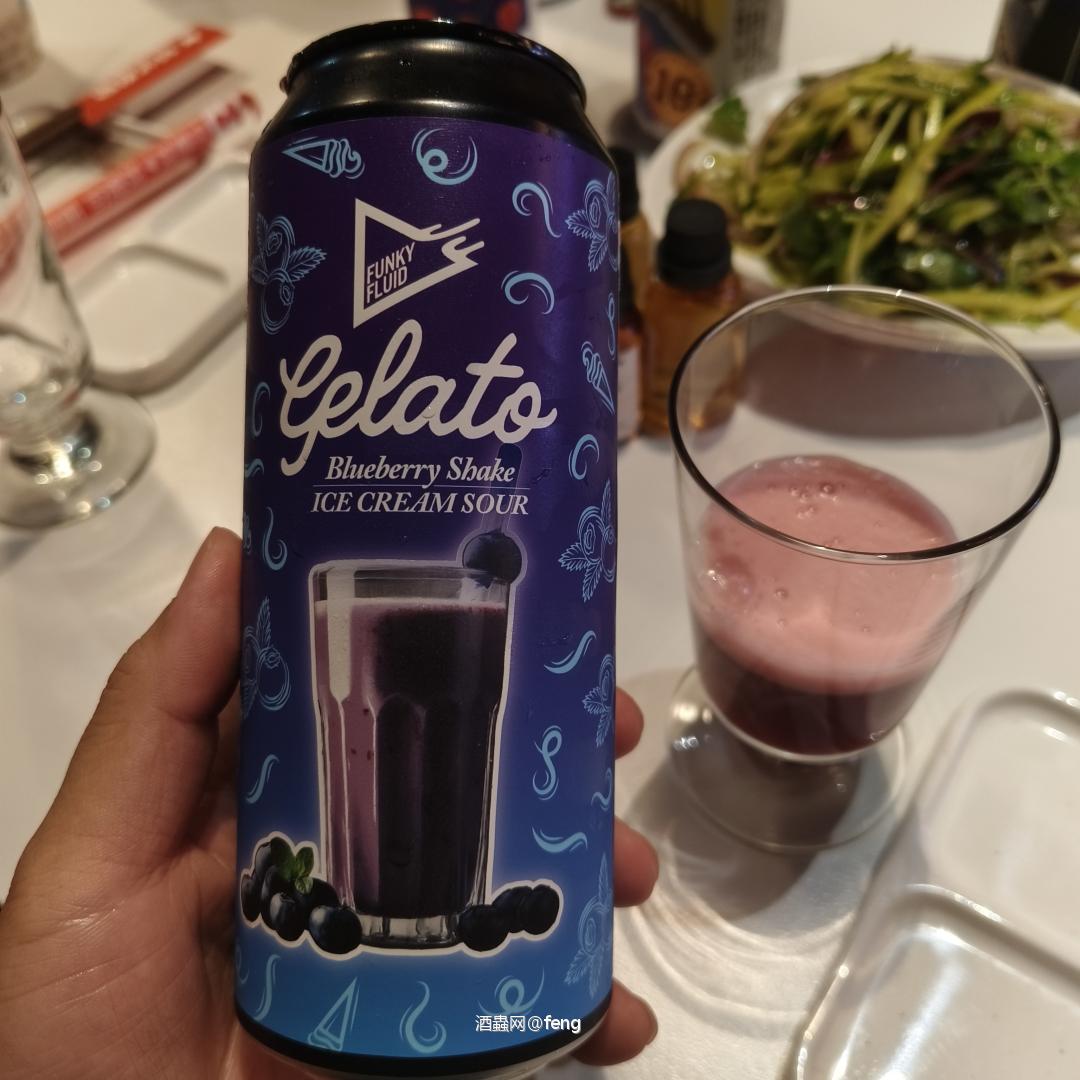 FUNKY
FLUID
Gelato
Blueberry Shake
ICE CREAM SOUR
酒蟲网@feng